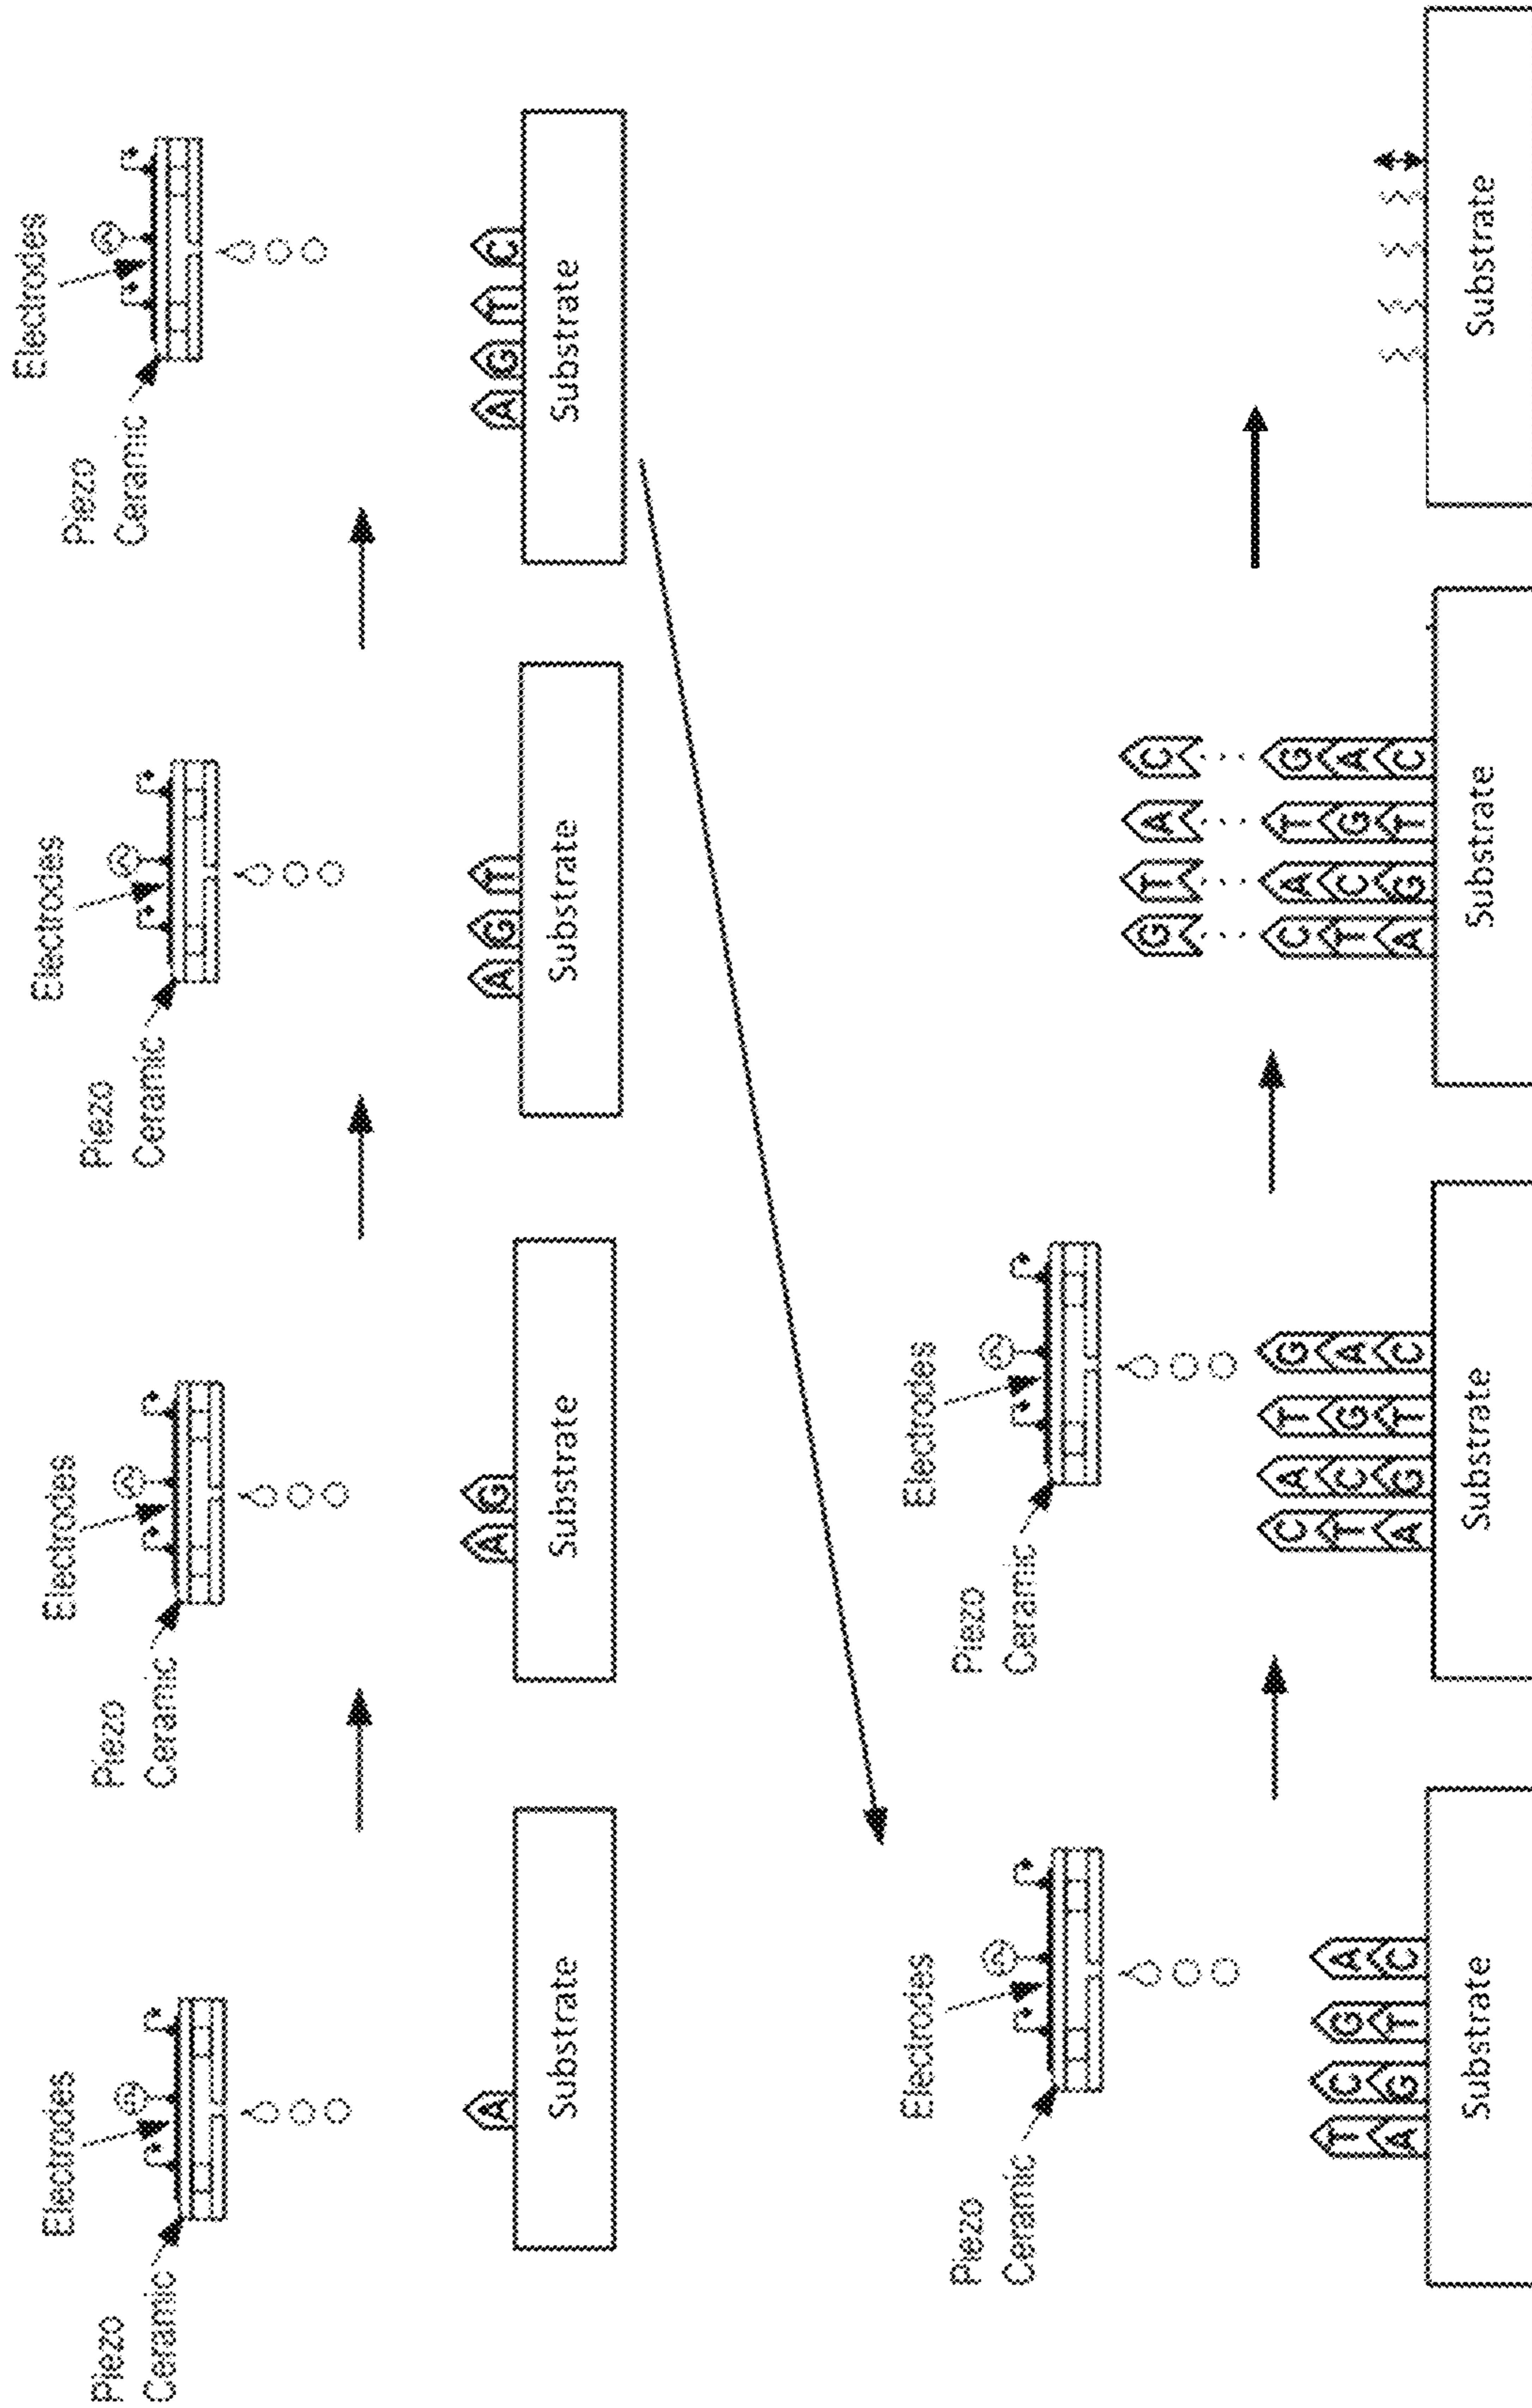 Electrodes
Piezo
Ceramic
A
Substrate
Electrodes
Piezo
Ceramic
A G
Substrate
Electrodes
Piezo
Ceramic
A G T
Substrate
Electrodes
Piezo
Ceramic
A G T C
Substrate
Electrodes
Piezo
Ceramic
T C G A
A G T C
Substrate
Electrodes
Piezo
Ceramic
C A T G
T C G A
A G T C
Substrate
G T A C
C A T G
T C G A
A G T C
Substrate
Substrate